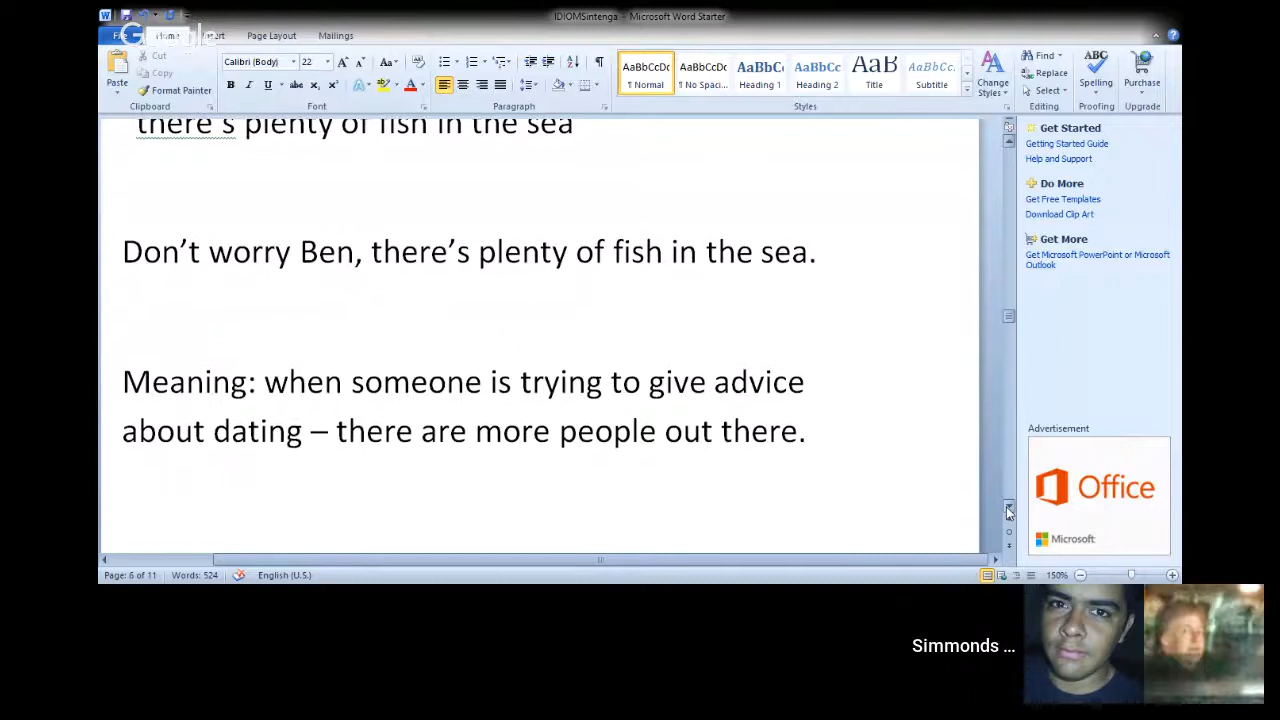 IDIOMSintenga - Microsoft Word Starter
Google
File Home Page Layout Mailings
Paste
Cut
Copy
Format Painter
Clipboard
Calibri (Body) 22
Font
Paragraph
AaBbCcDc AaBbCcDc AaBbC AaBbCc AaB AaBbCc.
¶ Normal ¶ No Spaci... Heading 1 Heading 2 Title Subtitle
Change
Styles
Styles
Find
Replace
Select
Editing
Spelling
Proofing
Purchase
Upgrade
there's plenty of fish in the sea
Don't worry Ben, there's plenty of fish in the sea.
Meaning: when someone is trying to give advice
about dating – there are more people out there.
Get Started
Getting Started Guide
Help and Support
Do More
Get Free Templates
Download Clip Art
Get More
Get Microsoft PowerPoint or Microsoft
Outlook
Advertisement
Office
Microsoft
Page: 6 of 11 Words: 524 English (U.S.) 150%
Simmonds ...